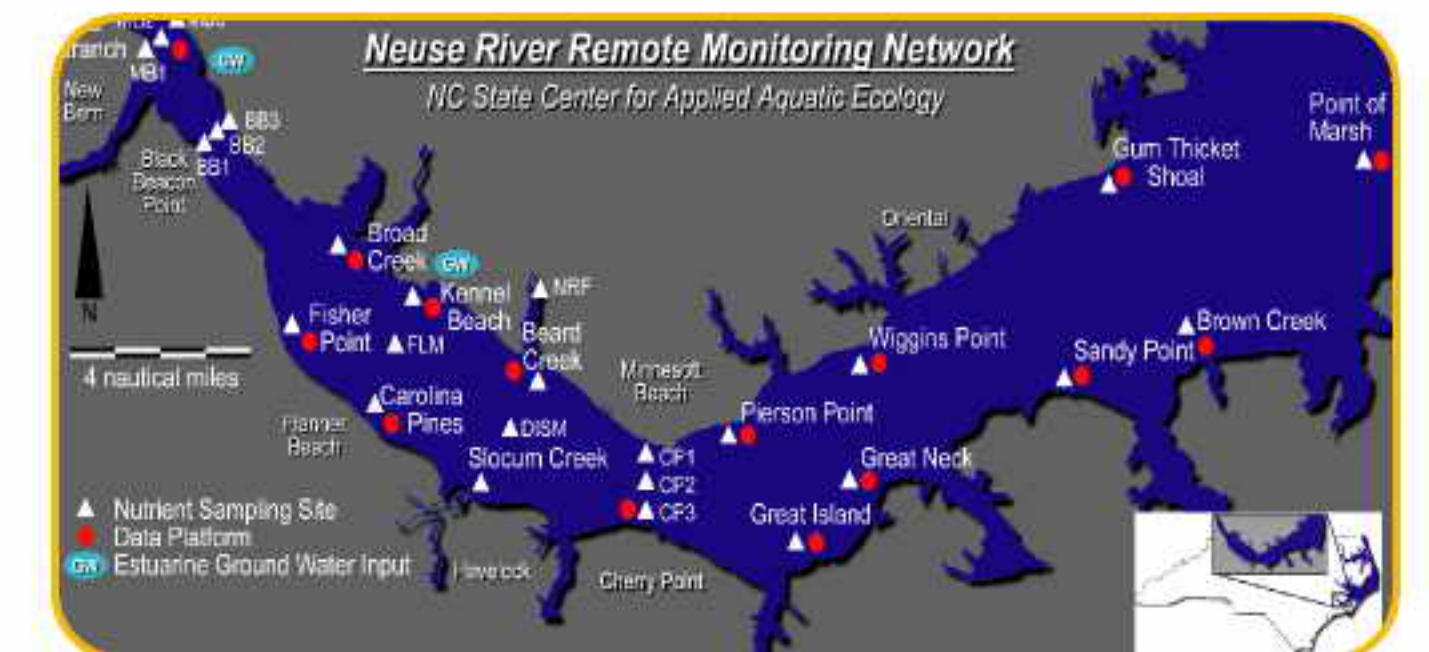 Neuse River Remote Monitoring Network
NC State Center for Applied Aquatic Ecology
GW
MB1
New
Bern
BB3
BB2
BB1
Black
Beacon
Point
Point of
Marsh
Gum Thicket
Shoal
Oriental
Broad
Creek
GW
Kennel
Beach
NRF
Fisher
Point
FLM
Beard
Creek
N
4 nautical miles
Minnesott
Beach
Wiggins Point
Brown Creek
Sandy Point
Carolina
Pines
Flanner
Beach
DISM
Pierson Point
Slocum Creek
CP1
CP2
CP3
Great Neck
Great Island
Nutrient Sampling Site
Data Platform
GW
Estuarine Ground Water Input
Havelock
Cherry Point